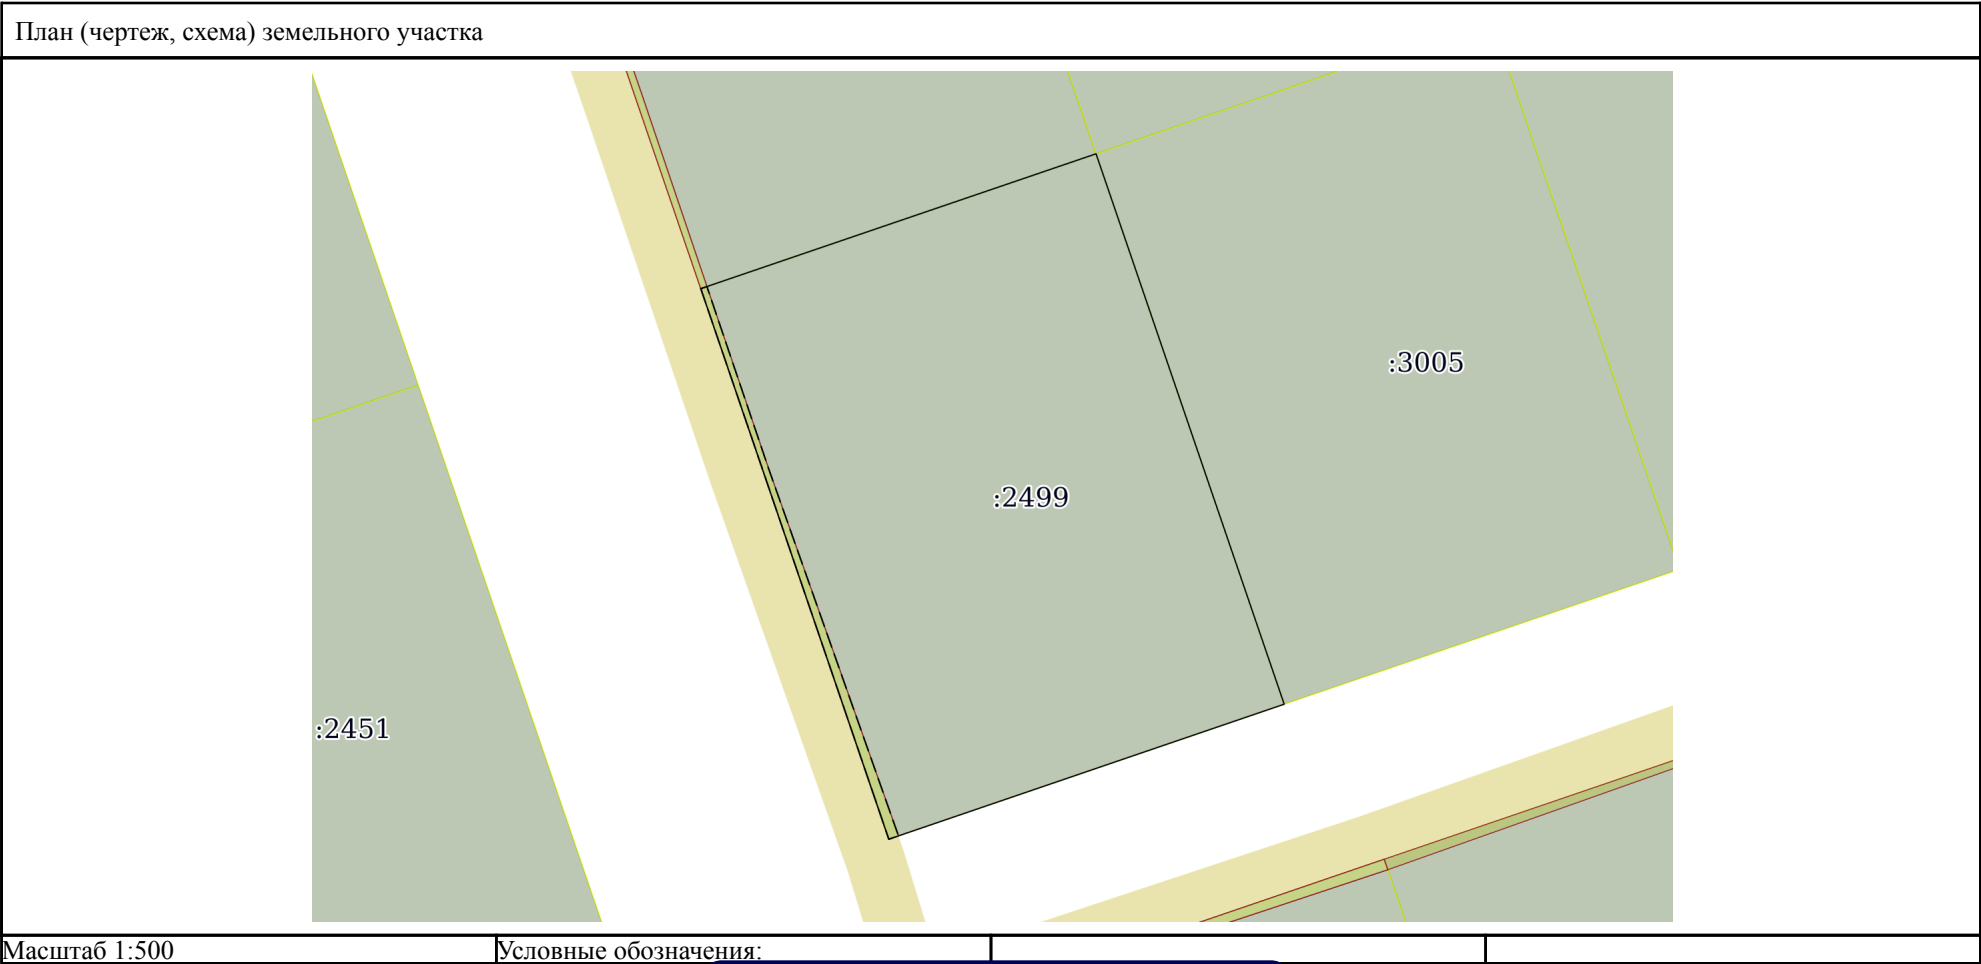 План (чертеж, схема) земельного участка
:3005
:2499
:2451
Масштаб 1:500
Условные обозначения: